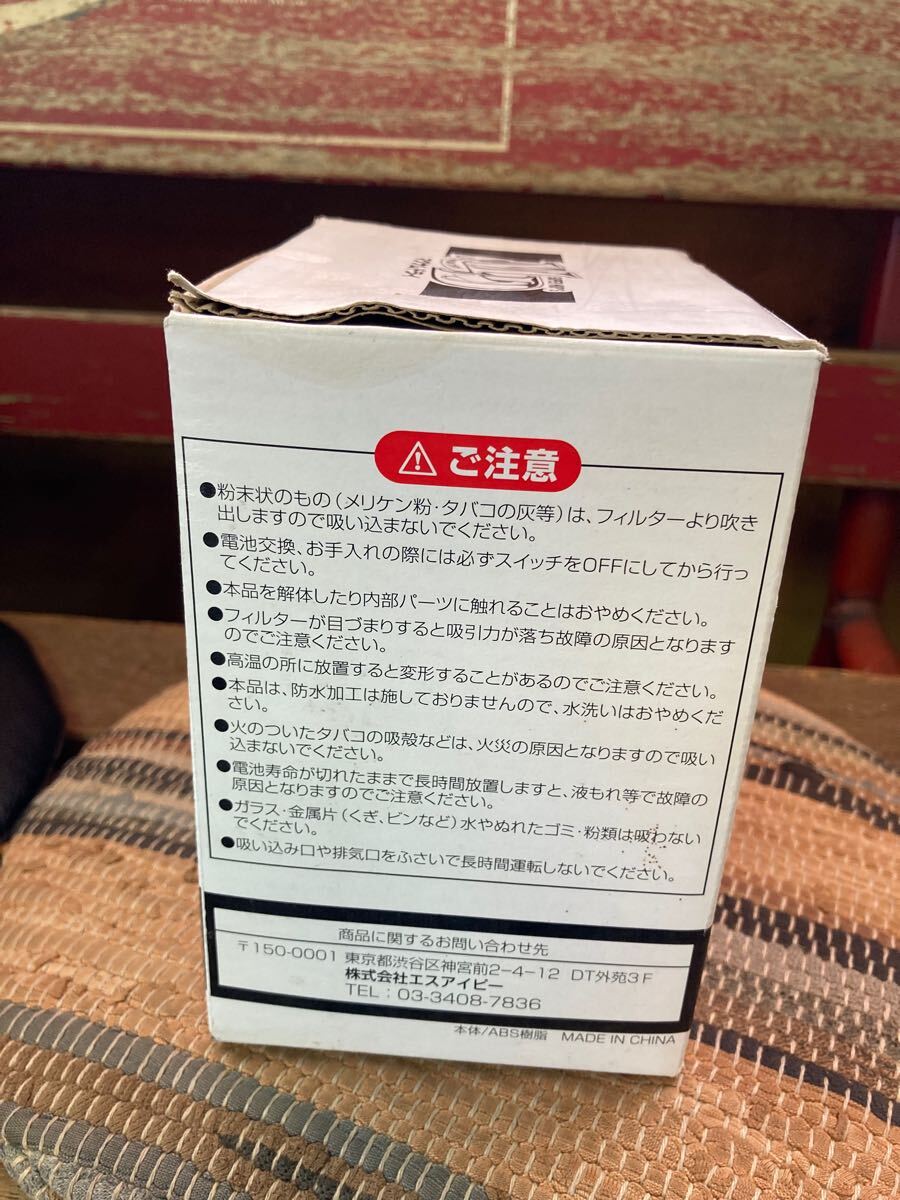 ご注意
●粉末状のもの（メリケン粉・タバコの灰等）は、フィルターより吹き
出しますので吸い込まないでください。
●電池交換、お手入れの際には必ずスイッチをOFFにしてから行っ
てください。
●本品を解体したり内部パーツに触れることはおやめください。
●フィルターが目づまりすると吸引力が落ち故障の原因となります
のでご注意ください。
●高温の所に放置すると変形することがあるのでご注意ください。
●本品は、防水加工は施しておりませんので、水洗いはおやめくだ
さい。
●火のついたタバコの吸殻などは、火災の原因となりますので吸い
込まないでください。
●電池寿命が切れたままで長時間放置しますと、液もれ等で故障の
原因となりますのでご注意ください。
●ガラス・金属片（くぎ、ビンなど）水やぬれたゴミ・粉類は吸わない
でください。
●吸い込み口や排気口をふさいで長時間運転しないでください。
商品に関するお問い合わせ先
〒150-0001 東京都渋谷区神宮前2-4-12 DT外苑3F
株式会社エスアイピー
TEL：03-3408-7836
本体/ABS樹脂 MADE IN CHINA